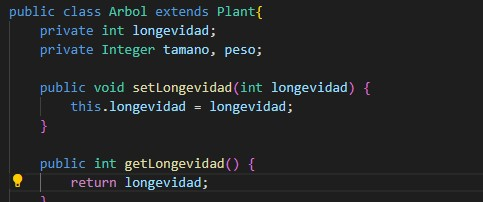 public class Arbol extends Plant{
    private int longevidad;
    private Integer tamano, peso;
    public void setLongevidad(int longevidad) {
        this.longevidad = longevidad;
    }
    public int getLongevidad() {
        return longevidad;
    }